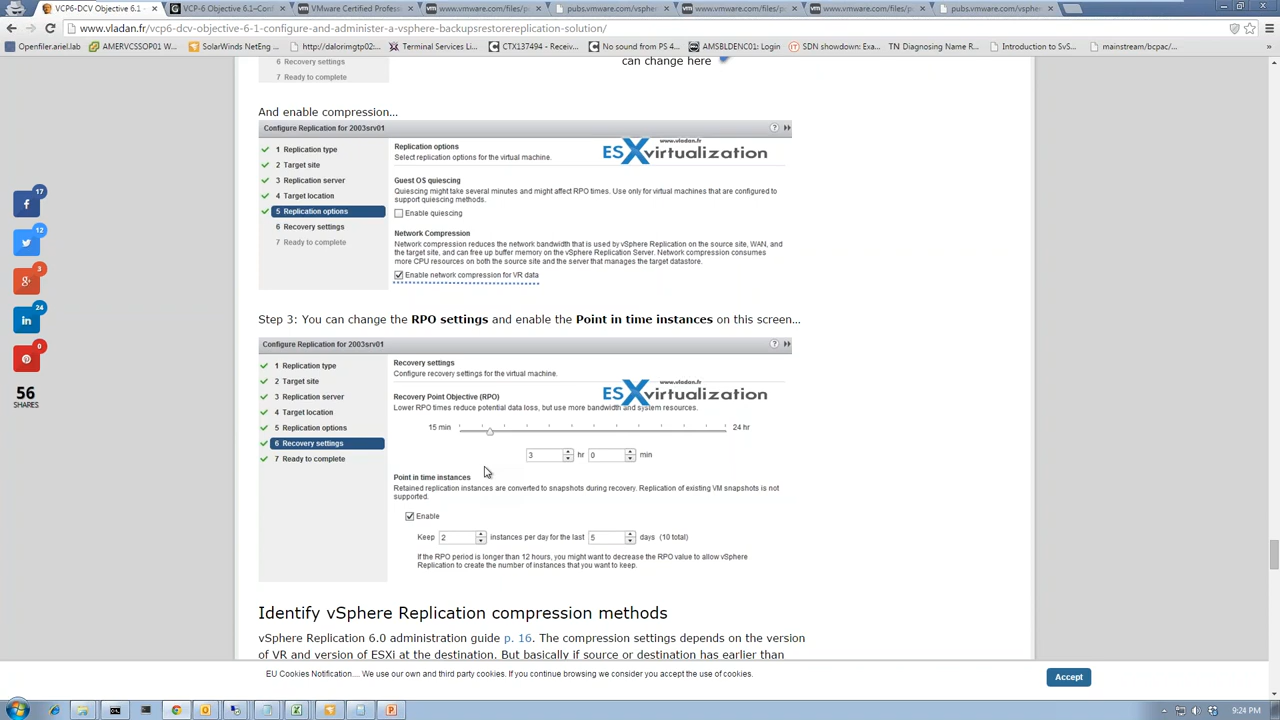 VCP6-DCV Objective 6.1 -
VCP-6 Objective 6.1–Conf
VMware Certified Profess
www.vmware.com/files/p
pubs.vmware.com/vsphe
www.vmware.com/files/p
www.vmware.com/files/p
pubs.vmware.com/vsphe
www.vladan.fr/vcp6-dcv-objective-6-1-configure-and-administer-a-vsphere-backupsrestorereplication-solution/
Openfiler.ariel.lab
AMERVCSSOP01 W
SolarWinds NetEng
http://dalorimgtp02:
Terminal Services Li...
CTX137494 - Receiv...
No sound from PS 4...
AMSBLDENC01: Login
SDN showdown: Exa...
Diagnosing Name R...
Introduction to SvS...
mainstream/bcpac/...
6 Recovery settings
can change here
7 Ready to complete
And enable compression...
Configure Replication for 2003srv01
1 Replication type
2 Target site
3 Replication server
4 Target location
5 Replication options
6 Recovery settings
7 Ready to complete
Replication options
Select replication options for the virtual machine.
www.vladan.fr
ESXvirtualization
Guest OS quiescing
Quiescing might take several minutes and might affect RPO times. Use only for virtual machines that are configured to
support quiescing methods.
Enable quiescing
Network Compression
Network compression reduces the network bandwidth that is used by vSphere Replication on the source site, WAN, and
the target site, and can free up buffer memory on the vSphere Replication Server. Network compression consumes
more CPU resources on both the source site and the server that manages the target datastore.
Enable network compression for VR data
17
12
3
24
0
56
SHARES
Step 3: You can change the RPO settings and enable the Point in time instances on this screen...
Configure Replication for 2003srv01
1 Replication type
2 Target site
3 Replication server
4 Target location
5 Replication options
6 Recovery settings
7 Ready to complete
Recovery settings
Configure recovery settings for the virtual machine.
www.vladan.fr
ESXvirtualization
Recovery Point Objective (RPO)
Lower RPO times reduce potential data loss, but use more bandwidth and system resources.
15 min
24 hr
3 hr 0 min
Point in time instances
Retained replication instances are converted to snapshots during recovery. Replication of existing VM snapshots is not
supported.
Enable
Keep 2 instances per day for the last 5 days (10 total)
If the RPO period is longer than 12 hours, you might want to decrease the RPO value to allow vSphere
Replication to create the number of instances that you want to keep.
Identify vSphere Replication compression methods
vSphere Replication 6.0 administration guide p. 16. The compression settings depends on the version
of VR and version of ESXi at the destination. But basically if source or destination has earlier than
EU Cookies Notification.... We use our own and third party cookies. If you continue browsing we consider you accept the use of cookies.
Accept
9:24 PM